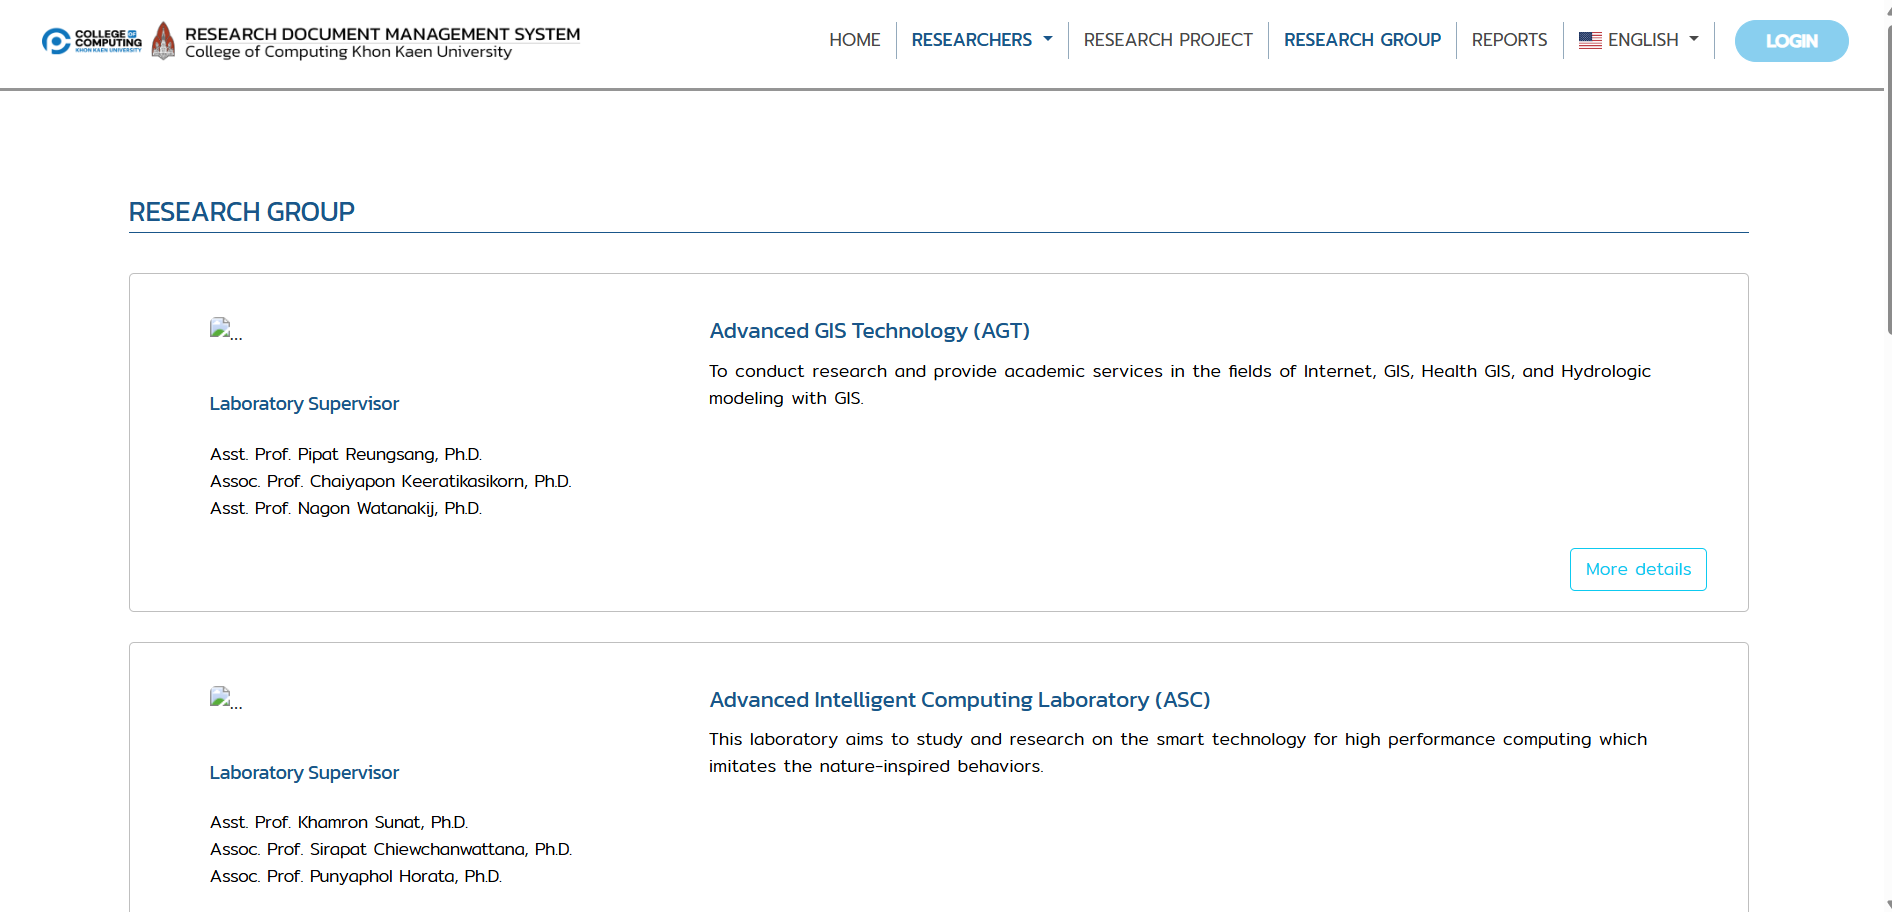 COLLEGE OF
COMPUTING
KHON KAEN UNIVERSITY
RESEARCH DOCUMENT MANAGEMENT SYSTEM
College of Computing Khon Kaen University
HOME
RESEARCHERS
RESEARCH PROJECT
RESEARCH GROUP
REPORTS
ENGLISH
LOGIN
RESEARCH GROUP
...
Laboratory Supervisor
Asst. Prof. Pipat Reungsang, Ph.D.
Assoc. Prof. Chaiyapon Keeratikasikorn, Ph.D.
Asst. Prof. Nagon Watanakij, Ph.D.
Advanced GIS Technology (AGT)
To conduct research and provide academic services in the fields of Internet, GIS, Health GIS, and Hydrologic
modeling with GIS.
More details
...
Laboratory Supervisor
Asst. Prof. Khamron Sunat, Ph.D.
Assoc. Prof. Sirapat Chiewchanwattana, Ph.D.
Assoc. Prof. Punyaphol Horata, Ph.D.
Advanced Intelligent Computing Laboratory (ASC)
This laboratory aims to study and research on the smart technology for high performance computing which
imitates the nature-inspired behaviors.